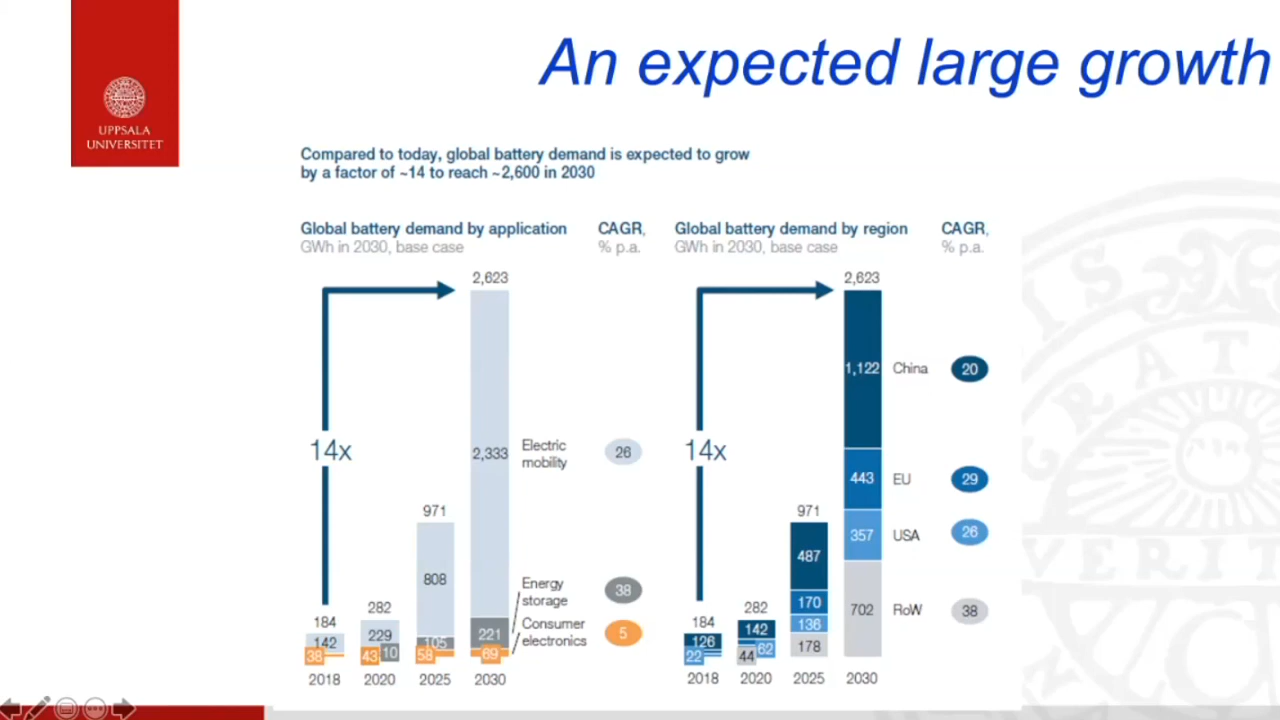 An expected large growth
UPPSALA
UNIVERSITET
Compared to today, global battery demand is expected to grow
by a factor of ~14 to reach ~2,600 in 2030
Global battery demand by application
GWh in 2030, base case
CAGR,
% p.a.
2,623
14x
2,333
Electric
mobility
26
971
808
Energy
storage
38
184
282
142
229
105
221
Consumer
electronics
5
38
43
10
58
69
2018
2020
2025
2030
Global battery demand by region
GWh in 2030, base case
CAGR,
% p.a.
2,623
1,122
China
20
14x
443
EU
29
971
357
USA
26
487
170
702
RoW
38
184
282
126
142
136
22
62
44
178
2018
2020
2025
2030